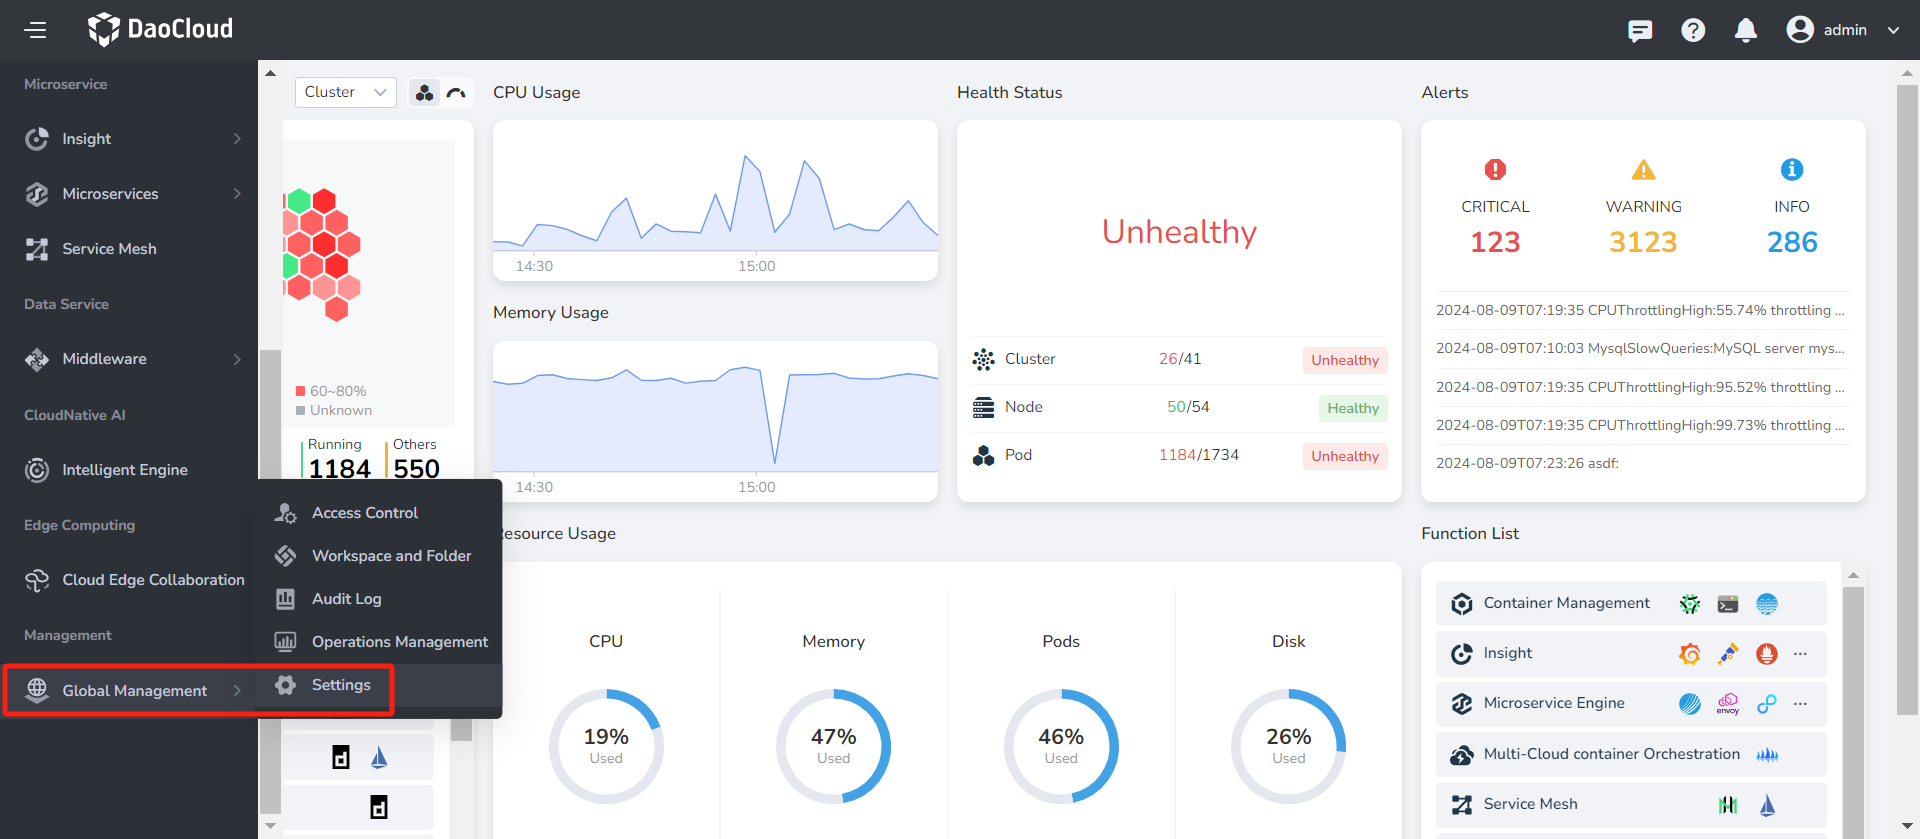 DaoCloud
admin
Microservice
Insight
Microservices
Service Mesh
Data Service
Middleware
CloudNative AI
Intelligent Engine
Edge Computing
Cloud Edge Collaboration
Management
Global Management
Access Control
Workspace and Folder
Audit Log
Operations Management
Settings
Cluster
60~80%
Unknown
Running
1184
Others
550
CPU Usage
14:30
15:00
Memory Usage
14:30
15:00
Health Status
Unhealthy
Cluster 26/41 Unhealthy
Node 50/54 Healthy
Pod 1184/1734 Unhealthy
Alerts
CRITICAL
123
WARNING
3123
INFO
286
2024-08-09T07:19:35 CPUThrottlingHigh:55.74% throttling ...
2024-08-09T07:10:03 MysqlSlowQueries:MySQL server mys...
2024-08-09T07:19:35 CPUThrottlingHigh:95.52% throttling ...
2024-08-09T07:19:35 CPUThrottlingHigh:99.73% throttling ...
2024-08-09T07:23:26 asdf:
Resource Usage
CPU
19%
Used
Memory
47%
Used
Pods
46%
Used
Disk
26%
Used
Function List
Container Management
Insight
...
Microservice Engine
envoy
...
Multi-Cloud container Orchestration
Service Mesh